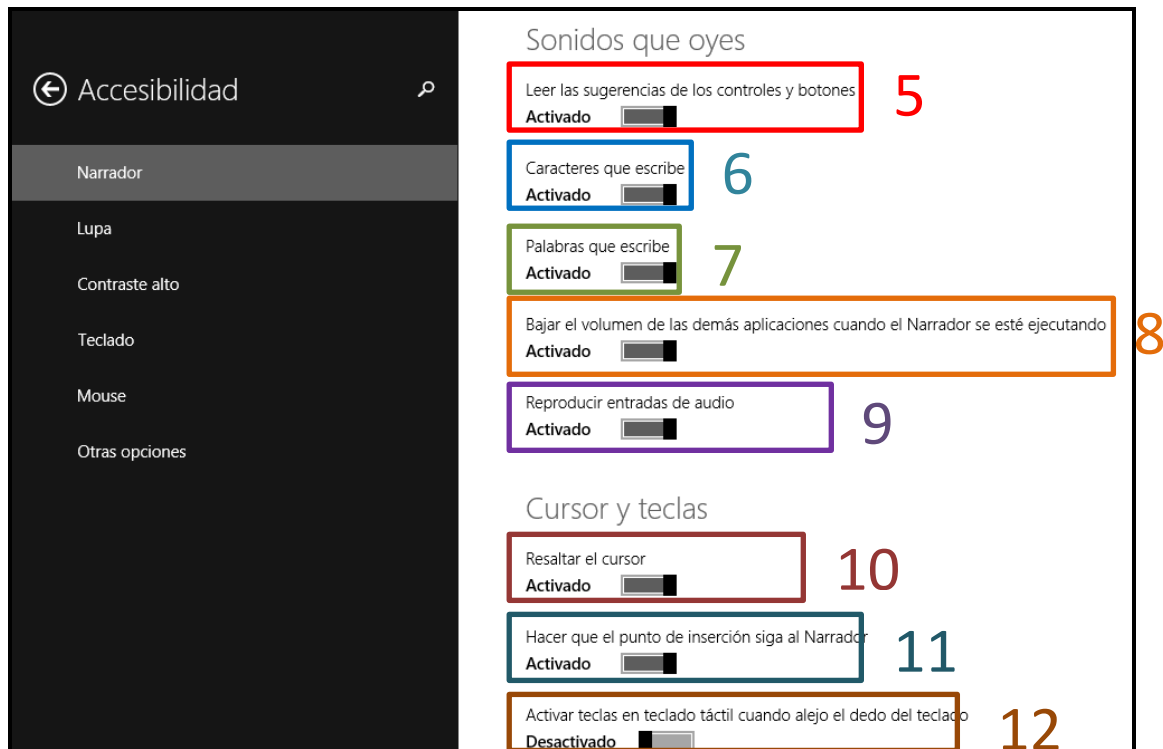 Accesibilidad
Narrador
Lupa
Contraste alto
Teclado
Mouse
Otras opciones
Sonidos que oyes
Leer las sugerencias de los controles y botones
Activado
5
Caracteres que escribe
Activado
6
Palabras que escribe
Activado
7
Bajar el volumen de las demás aplicaciones cuando el Narrador se esté ejecutando
Activado
8
Reproducir entradas de audio
Activado
9
Cursor y teclas
Resaltar el cursor
Activado
10
Hacer que el punto de inserción siga al Narrador
Activado
11
Activar teclas en teclado táctil cuando alejo el dedo del teclado
Desactivado
12